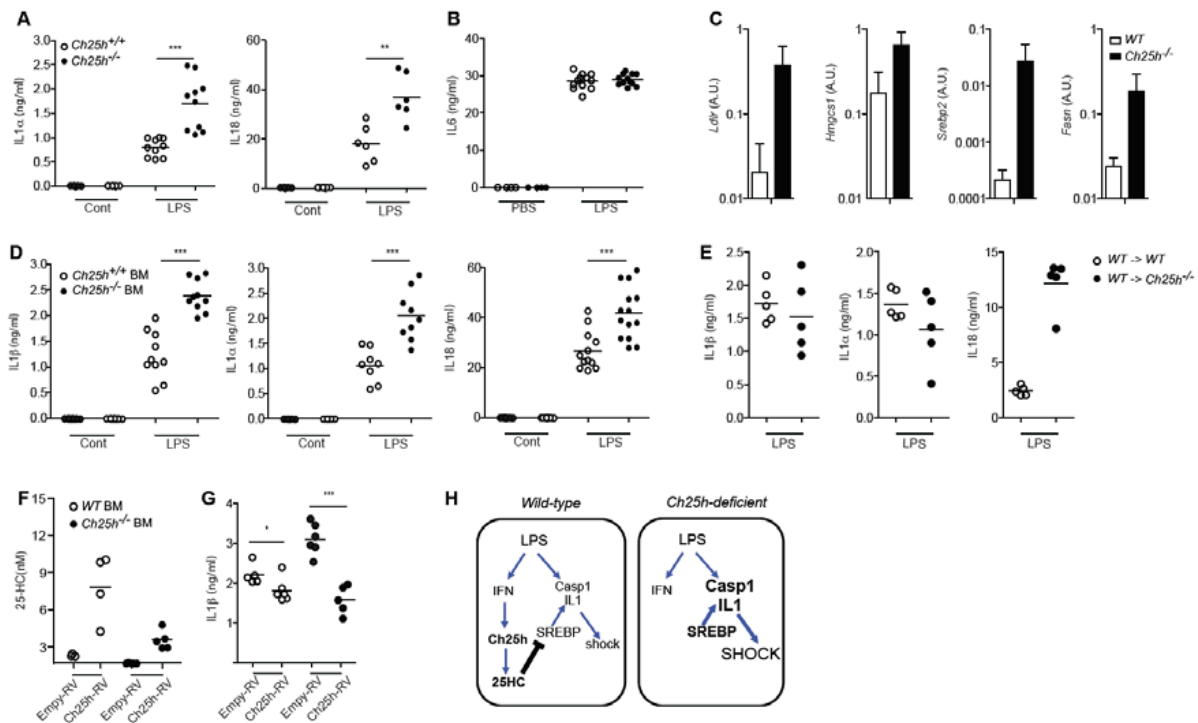 A
IL1α (ng/ml)
3.0
2.5
2.0
1.5
1.0
0.5
0.0
Ch25h+/+
Ch25h-/-
***
Cont
LPS
IL18 (ng/ml)
60
40
20
0
**
Cont
LPS
B
IL6 (ng/ml)
60
40
20
0
PBS
LPS
C
Ldlr (A.U.)
1
0.1
0.01
Hmgcs1 (A.U.)
1
0.1
0.01
Srebp2 (A.U.)
0.1
0.01
0.001
0.0001
Fasn (A.U.)
1
0.1
0.01
WT
Ch25h-/-
D
IL1β (ng/ml)
3.0
2.5
2.0
1.5
1.0
0.5
0.0
Ch25h+/+ BM
Ch25h-/- BM
***
Cont
LPS
IL1α (ng/ml)
3.0
2.5
2.0
1.5
1.0
0.5
0.0
***
Cont
LPS
IL18 (ng/ml)
60
40
20
0
***
Cont
LPS
E
IL1β (ng/ml)
2.5
2.0
1.5
1.0
0.5
0.0
LPS
IL1α (ng/ml)
2.0
1.5
1.0
0.5
0.0
LPS
IL18 (ng/ml)
18
15
10
5
0
LPS
WT -> WT
WT -> Ch25h-/-
F
25-HC(nM)
15
12
9
6
3
WT BM
Ch25h-/- BM
Empy-RV
Ch25h-RV
Empy-RV
Ch25h-RV
G
IL1β (ng/ml)
4
3
2
1
*
***
Empy-RV
Ch25h-RV
Empy-RV
Ch25h-RV
H
Wild-type
LPS
IFN
Casp1
IL1
Ch25h
SREBP
shock
25HC
Ch25h-deficient
LPS
IFN
Casp1
IL1
SREBP
SHOCK